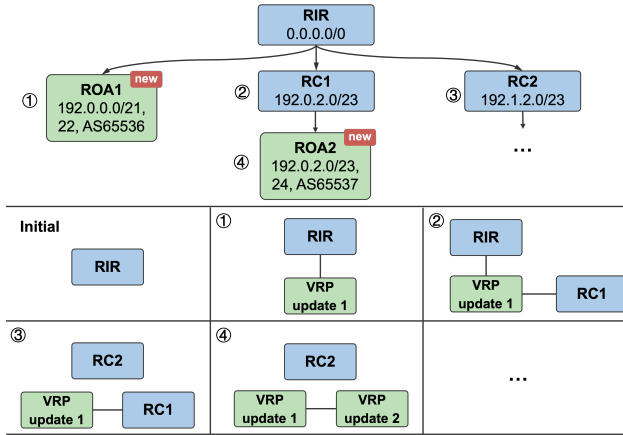 RIR
0.0.0.0/0
①
new
ROA1
192.0.0.0/21,
22, AS65536
②
RC1
192.0.2.0/23
③
RC2
192.1.2.0/23
...
④
new
ROA2
192.0.2.0/23,
24, AS65537
Initial
RIR
①
RIR
VRP
update 1
②
RIR
VRP
update 1
RC1
③
RC2
VRP
update 1
RC1
④
RC2
VRP
update 1
VRP
update 2
...